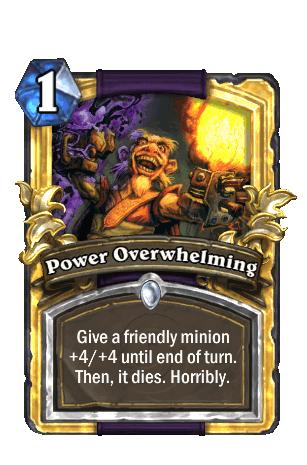 1
Power Overwhelming
Give a friendly minion
+4/+4 until end of turn.
Then, it dies. Horribly.